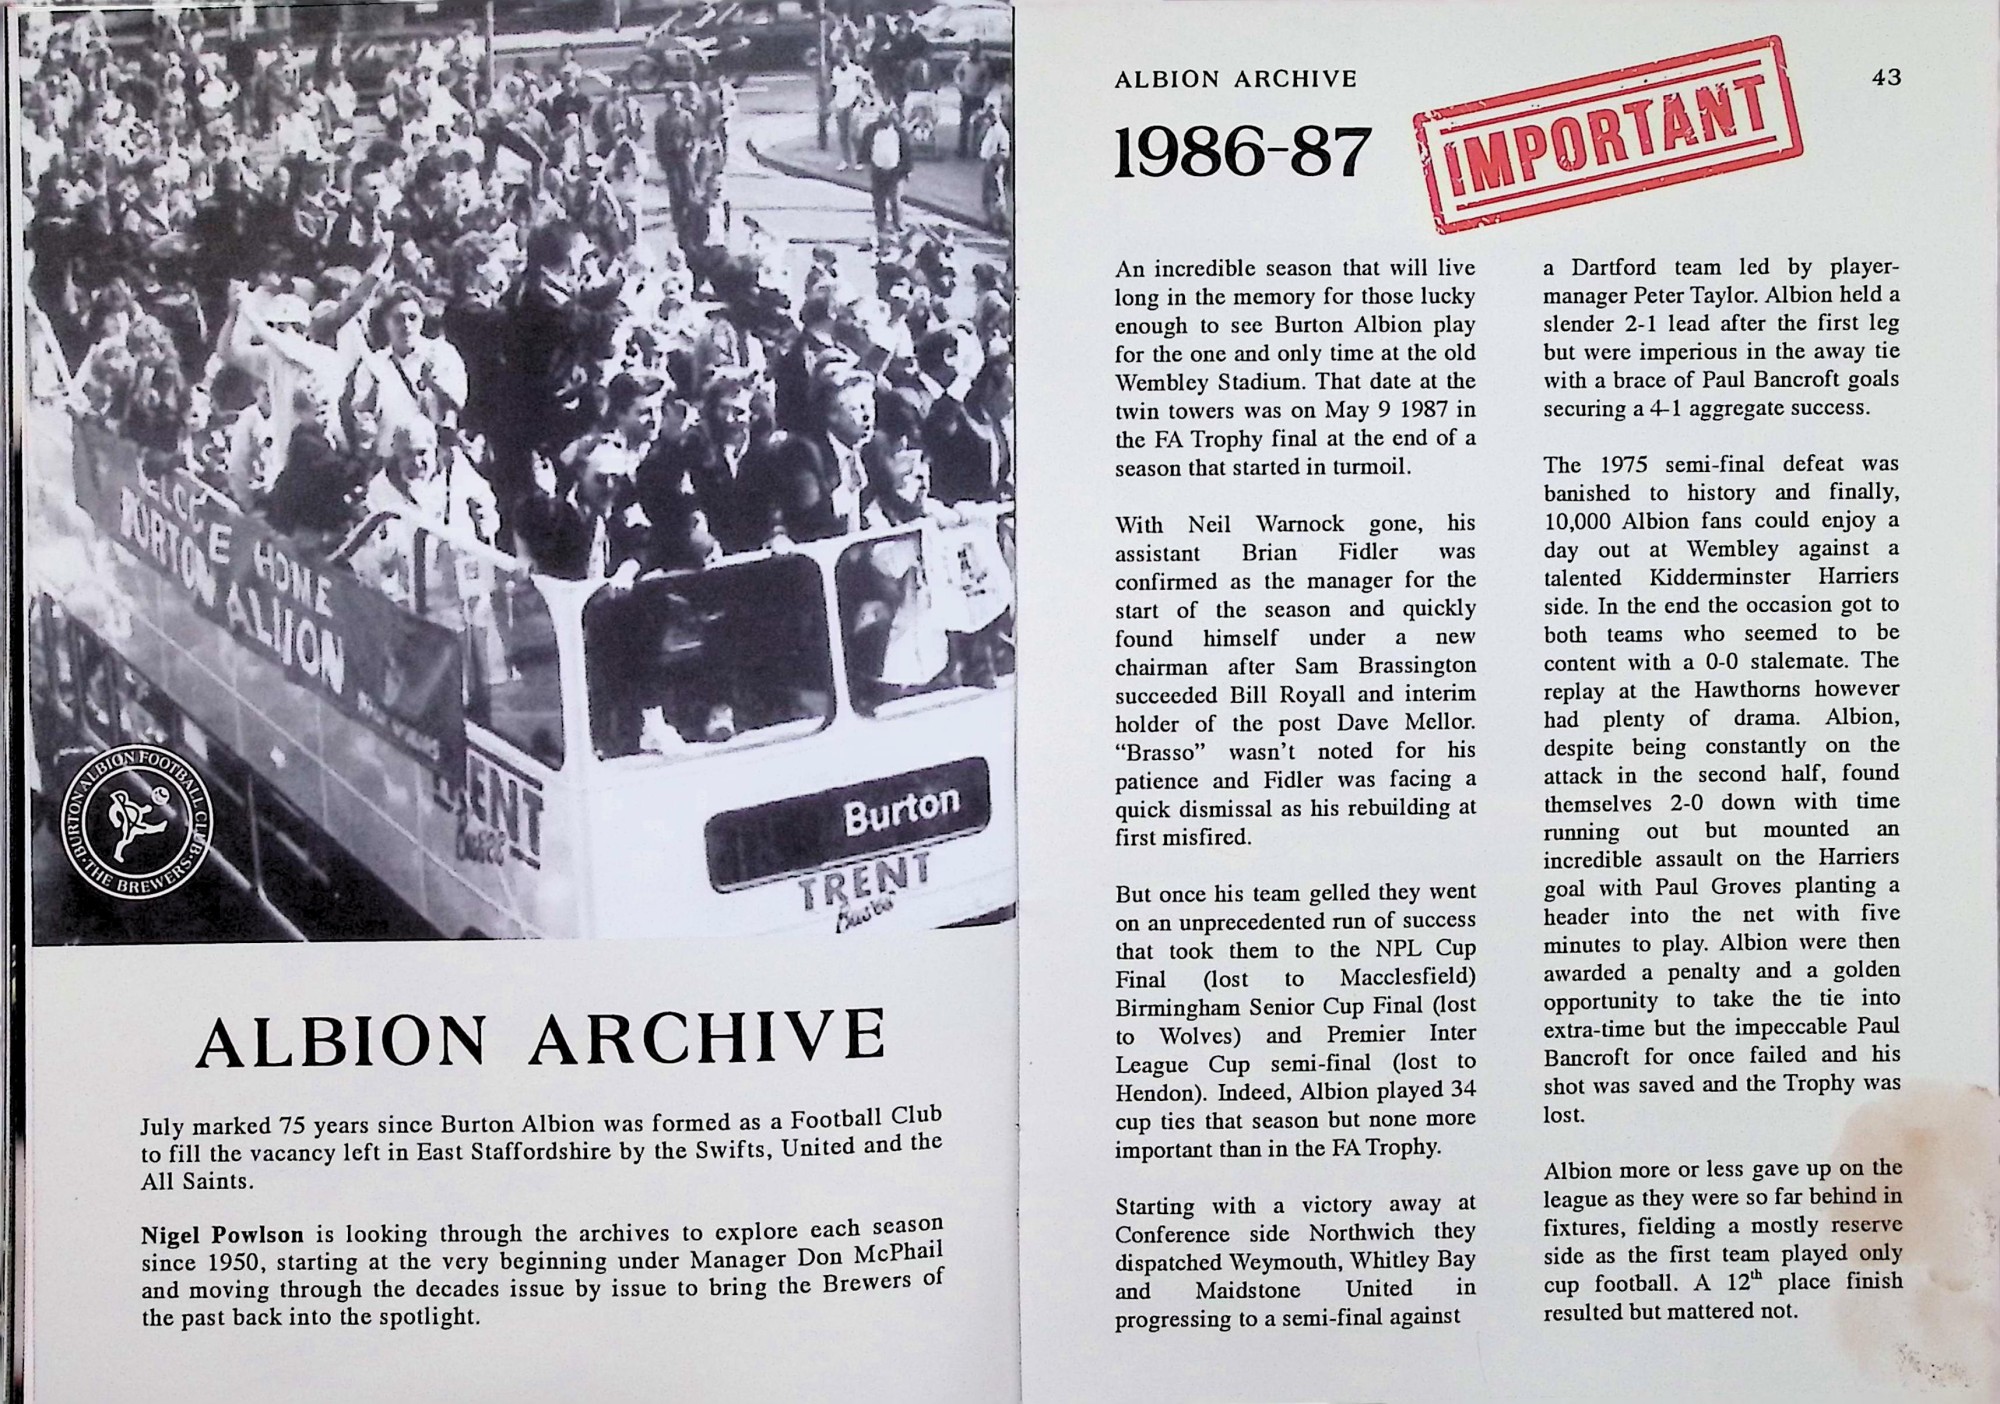 WELCOME HOME
BURTON ALBION
TRENT
Buses
Burton
TRENT
Buses
BURTON ALBION FOOTBALL CLUB
· THE BREWERS ·
ALBION ARCHIVE
July marked 75 years since Burton Albion was formed as a Football Club
to fill the vacancy left in East Staffordshire by the Swifts, United and the
All Saints.
Nigel Powlson is looking through the archives to explore each season
since 1950, starting at the very beginning under Manager Don McPhail
and moving through the decades issue by issue to bring the Brewers of
the past back into the spotlight.
ALBION ARCHIVE
43
1986-87
IMPORTANT
An incredible season that will live
long in the memory for those lucky
enough to see Burton Albion play
for the one and only time at the old
Wembley Stadium. That date at the
twin towers was on May 9 1987 in
the FA Trophy final at the end of a
season that started in turmoil.
With Neil Warnock gone, his
assistant Brian Fidler was
confirmed as the manager for the
start of the season and quickly
found himself under a new
chairman after Sam Brassington
succeeded Bill Royall and interim
holder of the post Dave Mellor.
“Brasso” wasn't noted for his
patience and Fidler was facing a
quick dismissal as his rebuilding at
first misfired.
But once his team gelled they went
on an unprecedented run of success
that took them to the NPL Cup
Final (lost to Macclesfield)
Birmingham Senior Cup Final (lost
to Wolves) and Premier Inter
League Cup semi-final (lost to
Hendon). Indeed, Albion played 34
cup ties that season but none more
important than in the FA Trophy.
Starting with a victory away at
Conference side Northwich they
dispatched Weymouth, Whitley Bay
and Maidstone United in
progressing to a semi-final against
a Dartford team led by player-
manager Peter Taylor. Albion held a
slender 2-1 lead after the first leg
but were imperious in the away tie
with a brace of Paul Bancroft goals
securing a 4-1 aggregate success.
The 1975 semi-final defeat was
banished to history and finally,
10,000 Albion fans could enjoy a
day out at Wembley against a
talented Kidderminster Harriers
side. In the end the occasion got to
both teams who seemed to be
content with a 0-0 stalemate. The
replay at the Hawthorns however
had plenty of drama. Albion,
despite being constantly on the
attack in the second half, found
themselves 2-0 down with time
running out but mounted an
incredible assault on the Harriers
goal with Paul Groves planting a
header into the net with five
minutes to play. Albion were then
awarded a penalty and a golden
opportunity to take the tie into
extra-time but the impeccable Paul
Bancroft for once failed and his
shot was saved and the Trophy was
lost.
Albion more or less gave up on the
league as they were so far behind in
fixtures, fielding a mostly reserve
side as the first team played only
cup football. A 12th place finish
resulted but mattered not.